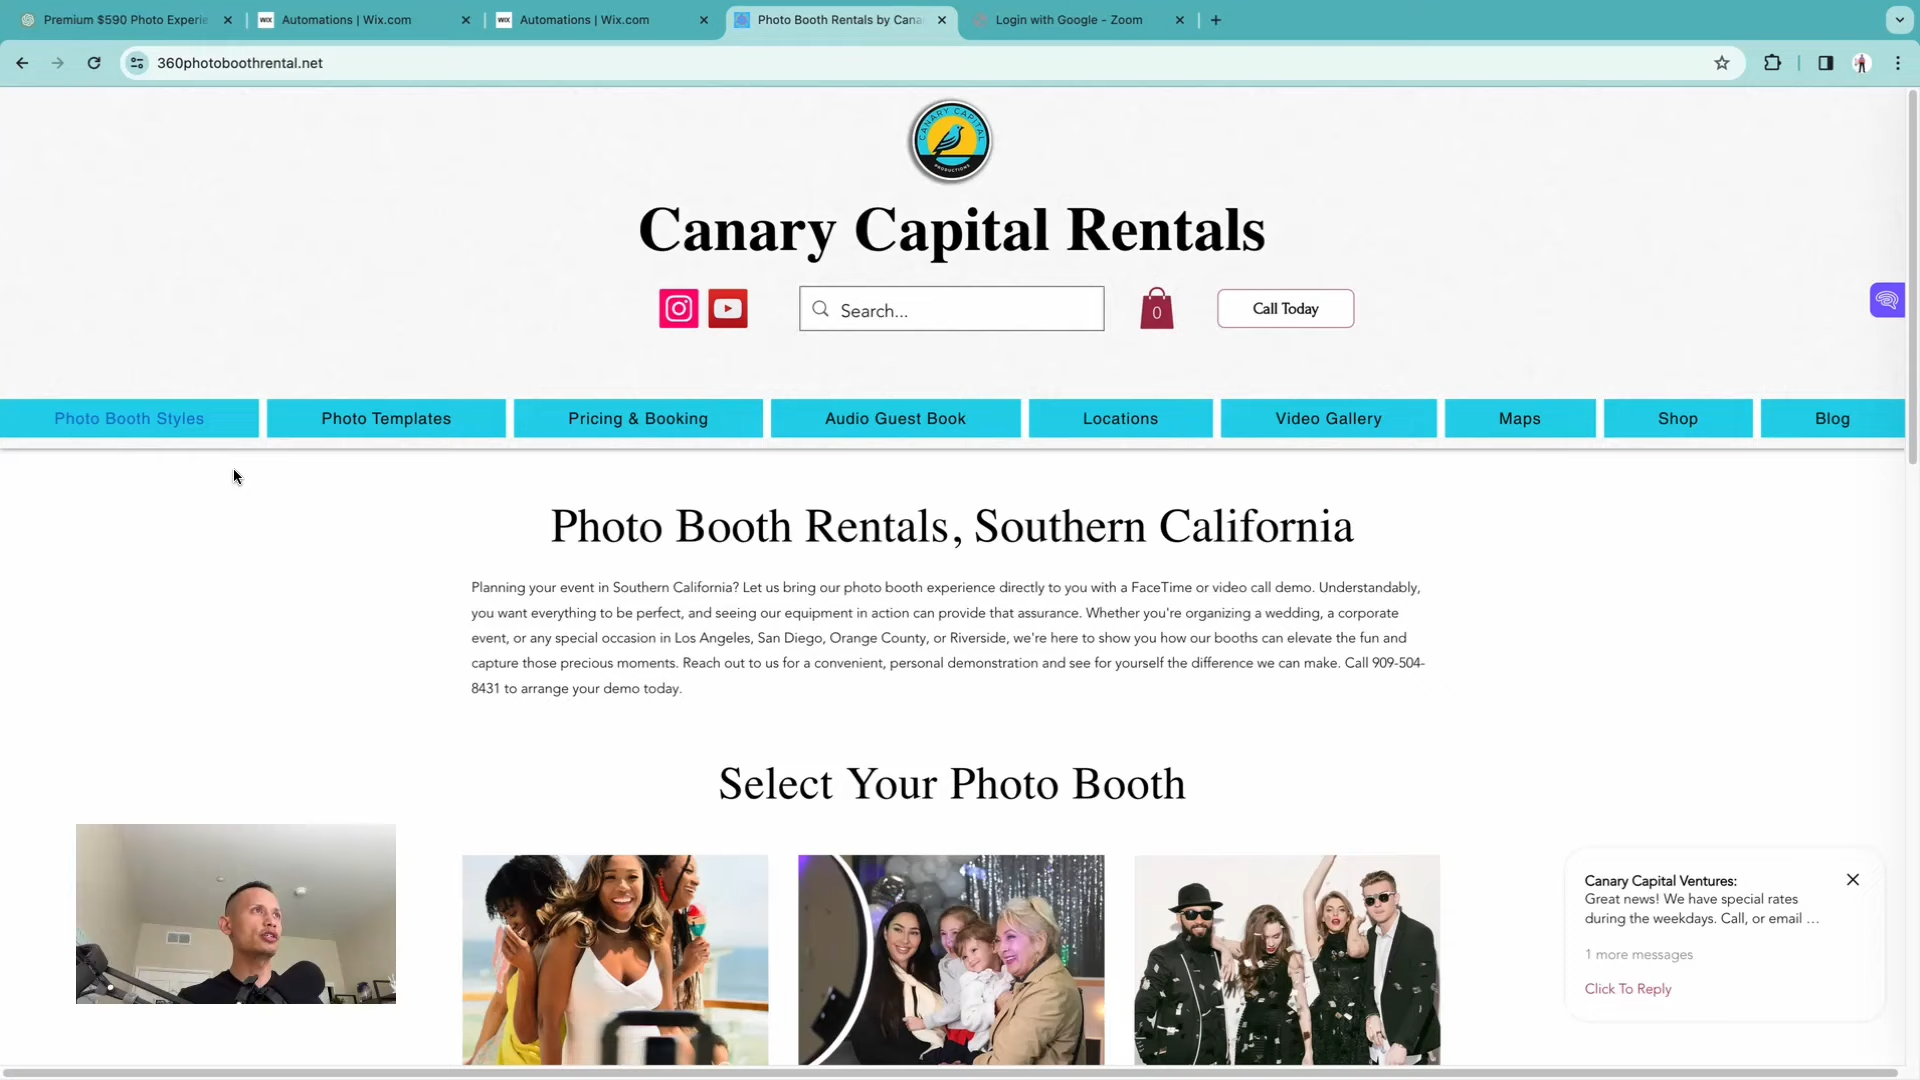 Premium $590 Photo Experie
WIX Automations | Wix.com
WIX Automations | Wix.com
Photo Booth Rentals by Cana
Login with Google - Zoom
360photoboothrental.net
CANARY CAPITAL
PRODUCTIONS
Canary Capital Rentals
Search...
0
Call Today
Photo Booth Styles
Photo Templates
Pricing & Booking
Audio Guest Book
Locations
Video Gallery
Maps
Shop
Blog
Photo Booth Rentals, Southern California
Planning your event in Southern California? Let us bring our photo booth experience directly to you with a FaceTime or video call demo. Understandably,
you want everything to be perfect, and seeing our equipment in action can provide that assurance. Whether you're organizing a wedding, a corporate
event, or any special occasion in Los Angeles, San Diego, Orange County, or Riverside, we're here to show you how our booths can elevate the fun and
capture those precious moments. Reach out to us for a convenient, personal demonstration and see for yourself the difference we can make. Call 909-504-
8431 to arrange your demo today.
Select Your Photo Booth
Canary Capital Ventures:
Great news! We have special rates
during the weekdays. Call, or email ...
1 more messages
Click To Reply